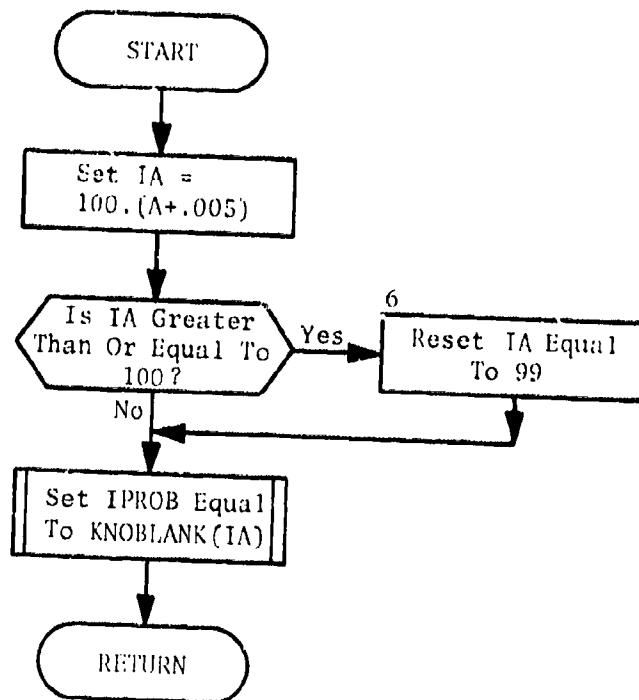 START
Set IA =
100.(A+.005)
Is IA Greater
Than Or Equal To
100?
Yes
6
Reset IA Equal
To 99
No
Set IPROB Equal
To KNOBLANK(IA)
RETURN